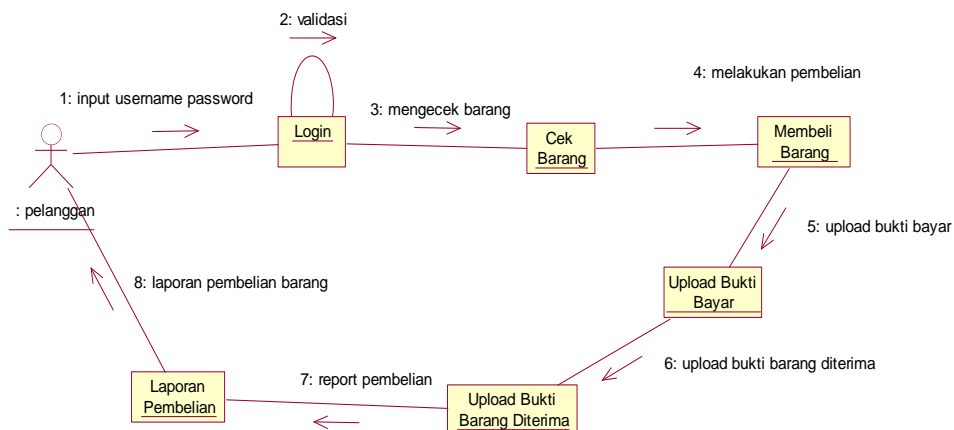 2: validasi
4: melakukan pembelian
1: input username password
3: mengecek barang
Login
Cek
Barang
Membeli
Barang
: pelanggan
5: upload bukti bayar
8: laporan pembelian barang
Upload Bukti
Bayar
6: upload bukti barang diterima
7: report pembelian
Laporan
Pembelian
Upload Bukti
Barang Diterima